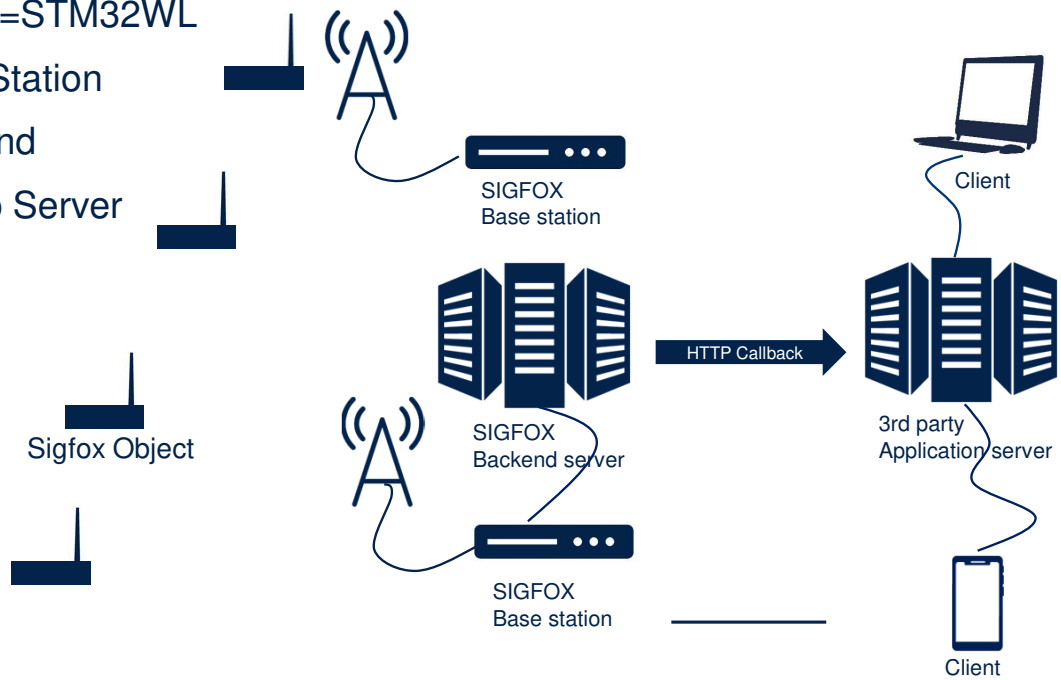 =STM32WL
Station
Server
SIGFOX
Base station
Client
HTTP Callback
SIGFOX
Backend server
3rd party
Application server
Sigfox Object
SIGFOX
Base station
Client